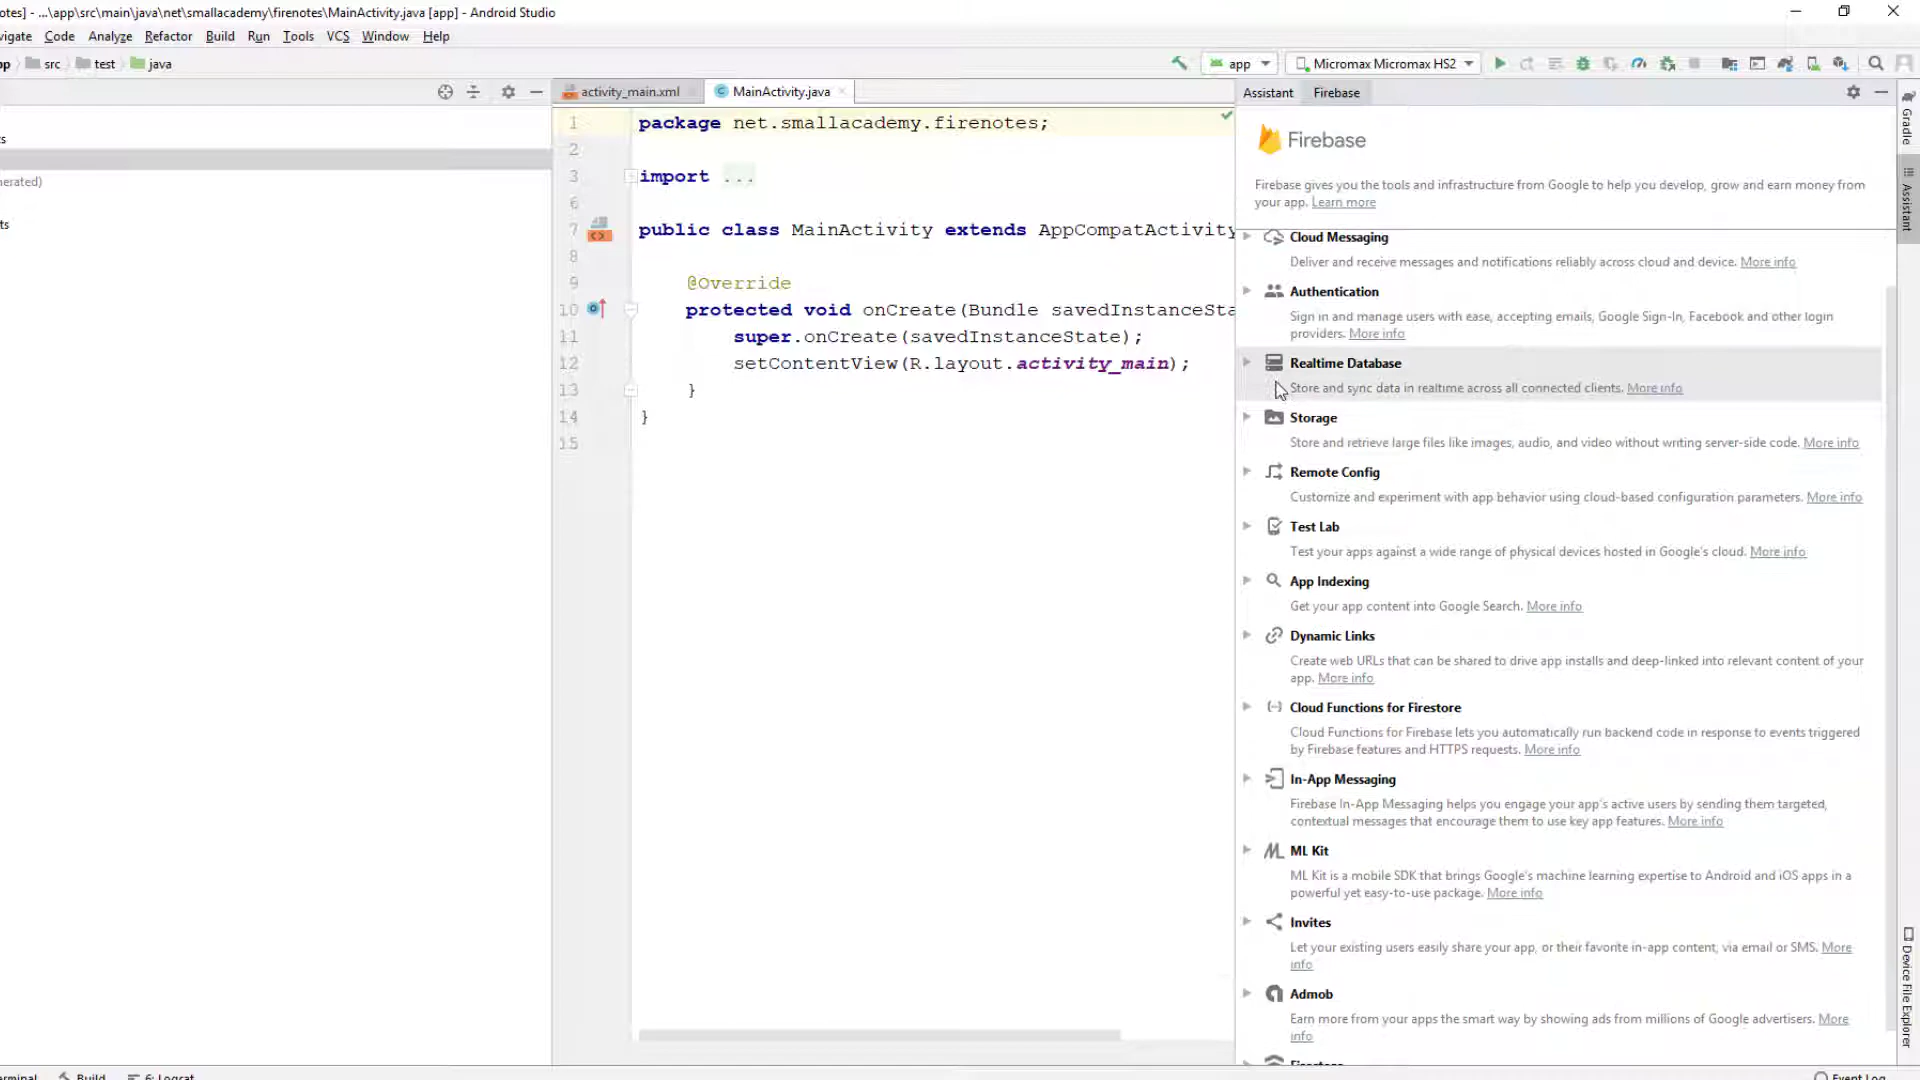 otes] - ...\app\src\main\java\net\smallacademy\firenotes\MainActivity.java [app] - Android Studio
vigate Code Analyze Refactor Build Run Tools VCS Window Help
pp src test java
app Micromax Micromax HS2
activity_main.xml MainActivity.java
Assistant Firebase
ts
nerated)
ts
1 package net.smallacademy.firenotes;
2
3 import ...
6
7 public class MainActivity extends AppCompatActivity
8
9 @Override
10 protected void onCreate(Bundle savedInstanceSta
11 super.onCreate(savedInstanceState);
12 setContentView(R.layout.activity_main);
13 }
14 }
15
Firebase
Firebase gives you the tools and infrastructure from Google to help you develop, grow and earn money from
your app. Learn more
Cloud Messaging
Deliver and receive messages and notifications reliably across cloud and device. More info
Authentication
Sign in and manage users with ease, accepting emails, Google Sign-In, Facebook and other login
providers. More info
Realtime Database
Store and sync data in realtime across all connected clients. More info
Storage
Store and retrieve large files like images, audio, and video without writing server-side code. More info
Remote Config
Customize and experiment with app behavior using cloud-based configuration parameters. More info
Test Lab
Test your apps against a wide range of physical devices hosted in Google's cloud. More info
App Indexing
Get your app content into Google Search. More info
Dynamic Links
Create web URLs that can be shared to drive app installs and deep-linked into relevant content of your
app. More info
Cloud Functions for Firestore
Cloud Functions for Firebase lets you automatically run backend code in response to events triggered
by Firebase features and HTTPS requests. More info
In-App Messaging
Firebase In-App Messaging helps you engage your app's active users by sending them targeted,
contextual messages that encourage them to use key app features. More info
ML Kit
ML Kit is a mobile SDK that brings Google's machine learning expertise to Android and iOS apps in a
powerful yet easy-to-use package. More info
Invites
Let your existing users easily share your app, or their favorite in-app content, via email or SMS. More
info
Admob
Earn more from your apps the smart way by showing ads from millions of Google advertisers. More
info
Firestore
Gradle
Assistant
Device File Explorer
erminal Build 6: Logcat
Event Log